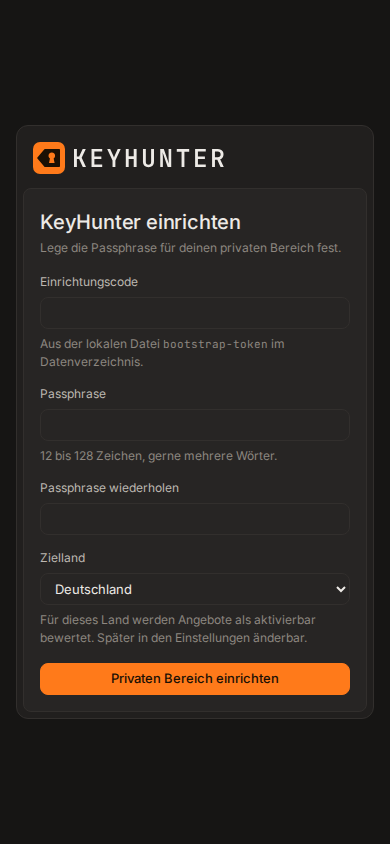 KEYHUNTER
KeyHunter einrichten
Lege die Passphrase für deinen privaten Bereich fest.
Einrichtungscode
Aus der lokalen Datei bootstrap-token im
Datenverzeichnis.
Passphrase
12 bis 128 Zeichen, gerne mehrere Wörter.
Passphrase wiederholen
Zielland
Deutschland
Für dieses Land werden Angebote als aktivierbar
bewertet. Später in den Einstellungen änderbar.
Privaten Bereich einrichten